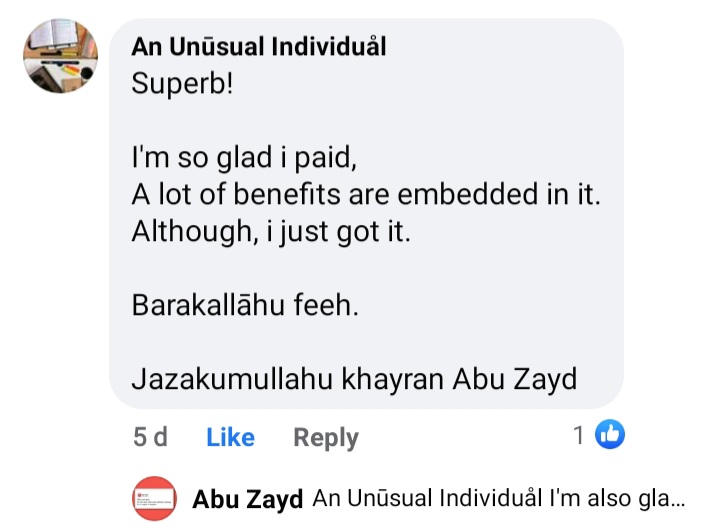 An Unūsual Individuål
Superb!
I'm so glad i paid,
A lot of benefits are embedded in it.
Although, i just got it.
Barakallāhu feeh.
Jazakumullahu khayran Abu Zayd
5 d Like Reply 1
Abu Zayd An Unūsual Individuål I'm also gla...